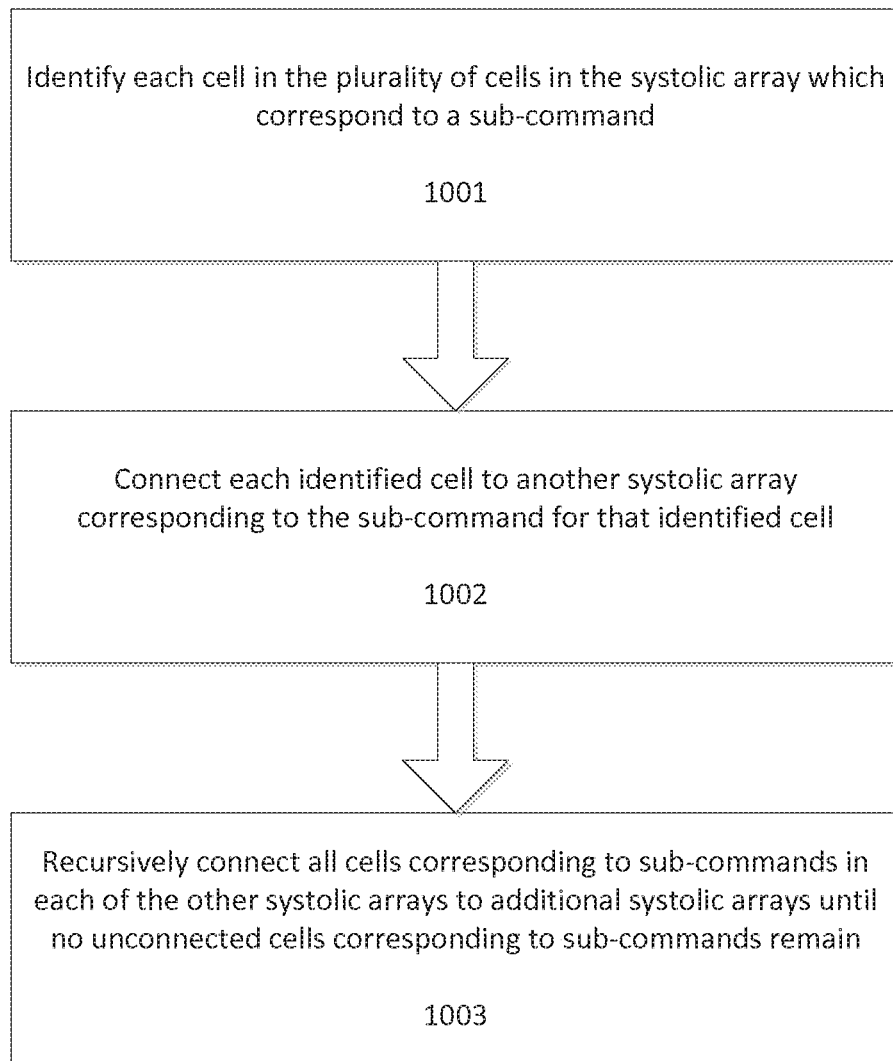 Identify each cell in the plurality of cells in the systolic array which
correspond to a sub-command
1001
Connect each identified cell to another systolic array
corresponding to the sub-command for that identified cell
1002
Recursively connect all cells corresponding to sub-commands in
each of the other systolic arrays to additional systolic arrays until
no unconnected cells corresponding to sub-commands remain
1003